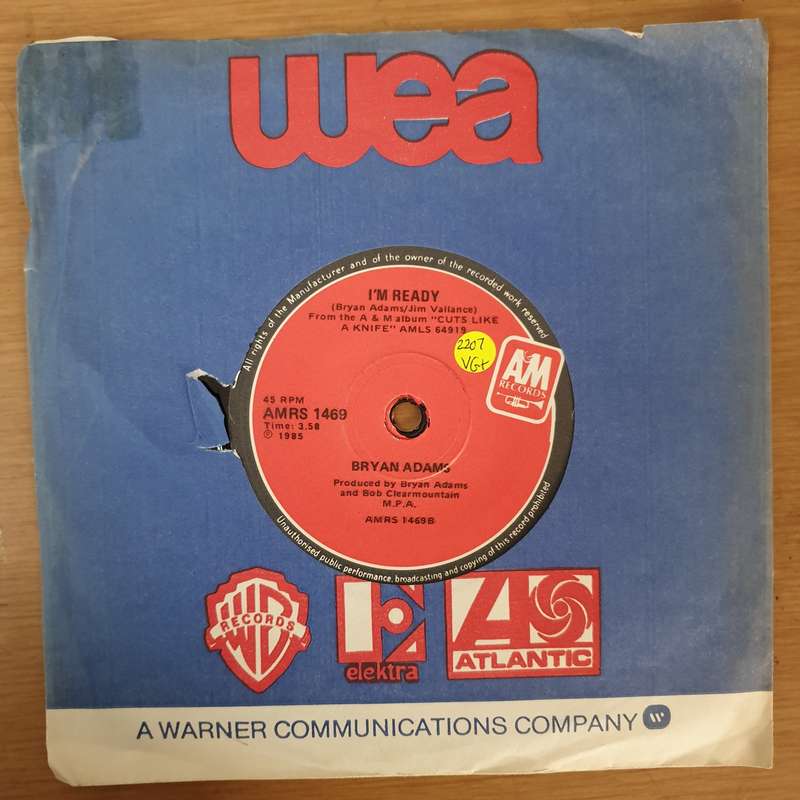 wea
All rights of the Manufacturer and of the owner of the recorded work reserved
I'M READY
(Bryan Adams/Jim Vallance)
From the A & M album "CUTS LIKE
A KNIFE" AMLS 64919
2207
VG+
A&M
RECORDS
45 RPM
AMRS 1469
Time: 3.58
℗ 1985
BRYAN ADAMS
Produced by Bryan Adams
and Bob Clearmountain
M.P.A.
AMRS 1469B
Unauthorised public performance, broadcasting and copying of this record prohibited
WB
RECORDS
elektra
A
ATLANTIC
A WARNER COMMUNICATIONS COMPANY